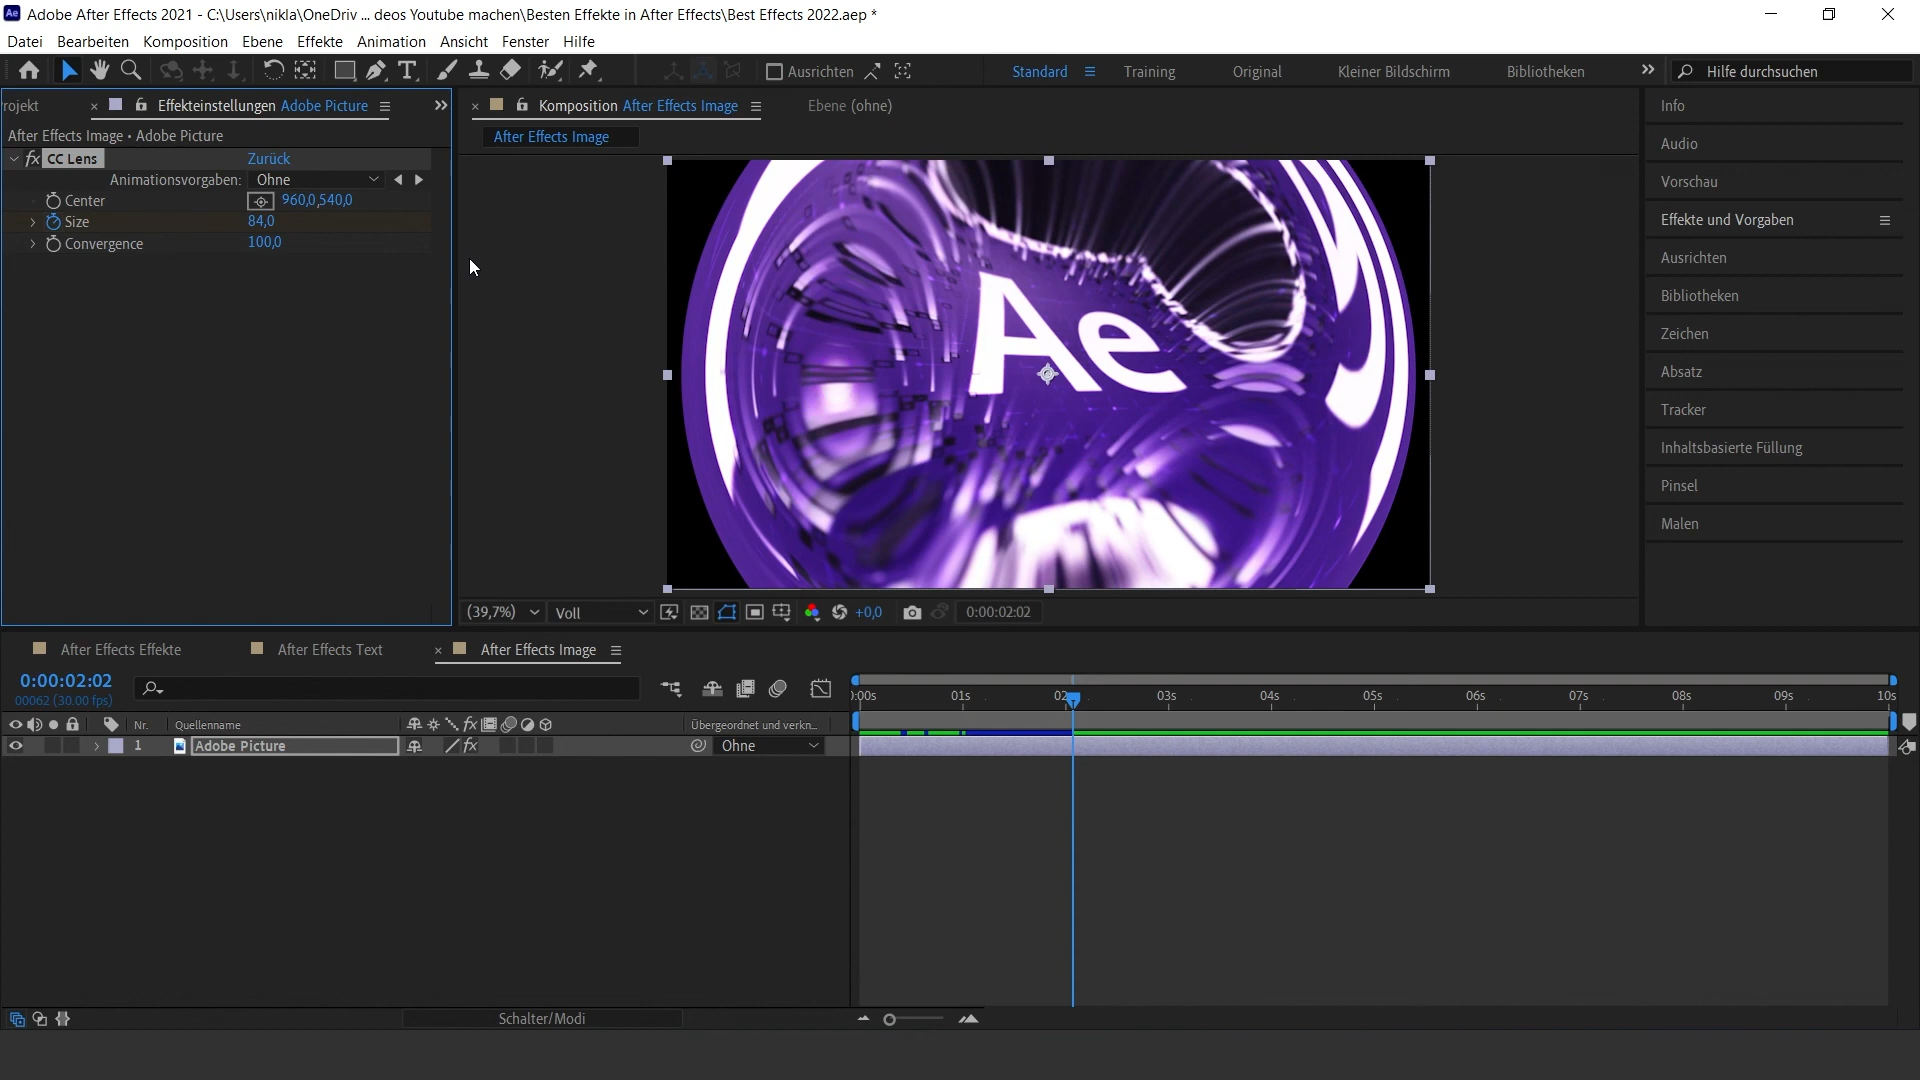 Ae Adobe After Effects 2021 - C:\Users\nikla\OneDriv ... deos Youtube machen\Besten Effekte in After Effects\Best Effects 2022.aep *
Datei Bearbeiten Komposition Ebene Effekte Animation Ansicht Fenster Hilfe
Ausrichten Standard Training Original Kleiner Bildschirm Bibliotheken Hilfe durchsuchen
rojekt Effekteinstellungen Adobe Picture
Komposition After Effects Image Ebene (ohne)
After Effects Image • Adobe Picture
After Effects Image
fx CC Lens Zurück
Animationsvorgaben: Ohne
Center 960,0,540,0
Size 84,0
Convergence 100,0
Ae
Info
Audio
Vorschau
Effekte und Vorgaben
Ausrichten
Bibliotheken
Zeichen
Absatz
Tracker
Inhaltsbasierte Füllung
Pinsel
Malen
(39,7%) Voll +0,0 0:00:02:02
After Effects Effekte After Effects Text After Effects Image
0:00:02:02
00062 (30.00 fps)
):00s 01s 02 03s 04s 05s 06s 07s 08s 09s 10s
Nr. Quellenname fx Übergeordnet und verkn...
1 Adobe Picture fx Ohne
Schalter/Modi